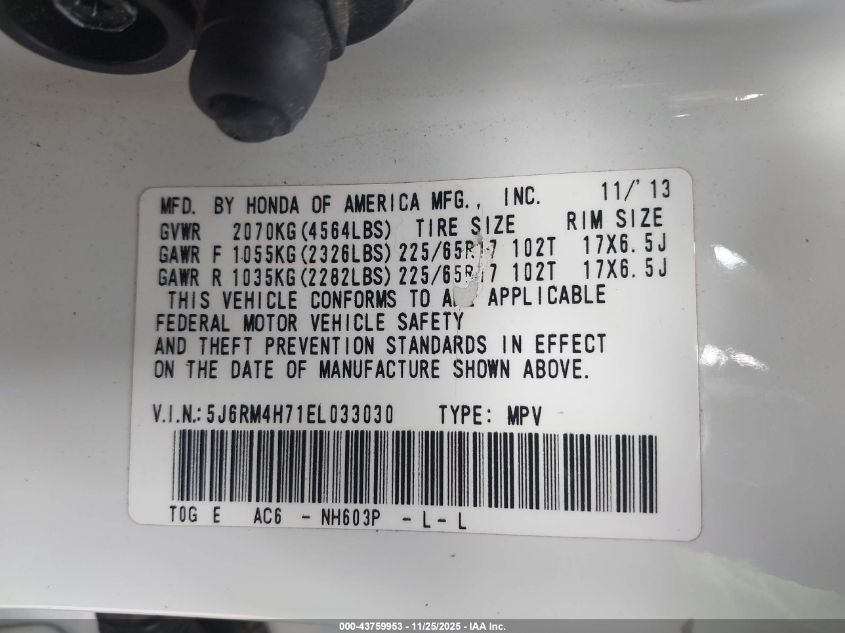 MFD. BY HONDA OF AMERICA MFG., INC. 11/'13
GVWR 2070KG(4564LBS) TIRE SIZE RIM SIZE
GAWR F 1055KG(2326LBS) 225/65R17 102T 17X6.5J
GAWR R 1035KG(2282LBS) 225/65R17 102T 17X6.5J
THIS VEHICLE CONFORMS TO APPLICABLE
FEDERAL MOTOR VEHICLE SAFETY
AND THEFT PREVENTION STANDARDS IN EFFECT
ON THE DATE OF MANUFACTURE SHOWN ABOVE.
V.I.N.: 5J6RM4H71EL033030 TYPE: MPV
T0G E AC6 - NH603P - L - L
000-43759953 - 11/25/2025 - IAA Inc.